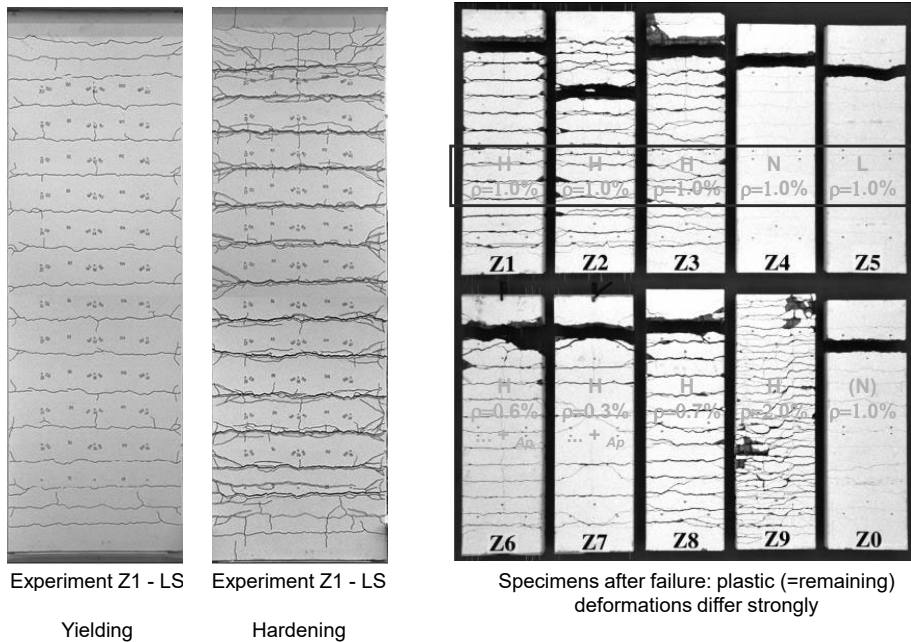 H
ρ=1.0%
H
ρ=1.0%
H
ρ=1.0%
N
ρ=1.0%
L
ρ=1.0%
Z1
Z2
Z3
Z4
Z5
H
ρ=0.6%
... + Ap
H
ρ=0.3%
... + Ap
H
ρ=0.7%
H
ρ=2.0%
(N)
ρ=1.0%
Z6
Z7
Z8
Z9
Z0
Experiment Z1 - LS
Yielding
Experiment Z1 - LS
Hardening
Specimens after failure: plastic (=remaining)
deformations differ strongly